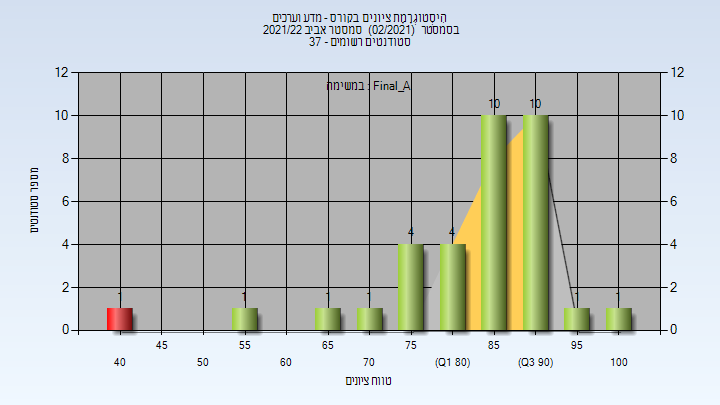 היסטוגרמת ציונים בקורס - מדע וערכים
בסמסטר (02/2021) סמסטר אביב 2021/22
סטודנטים רשומים - 37
במשימה : Final_A
12 12
10 10
8 8
6 6
4 4
2 2
0 0
מספר סטודנטים
1 1 1 1 4 4 10 10 1 1
45 55 65 75 85 95
40 50 60 70 (Q1 80) (Q3 90) 100
טווח ציונים